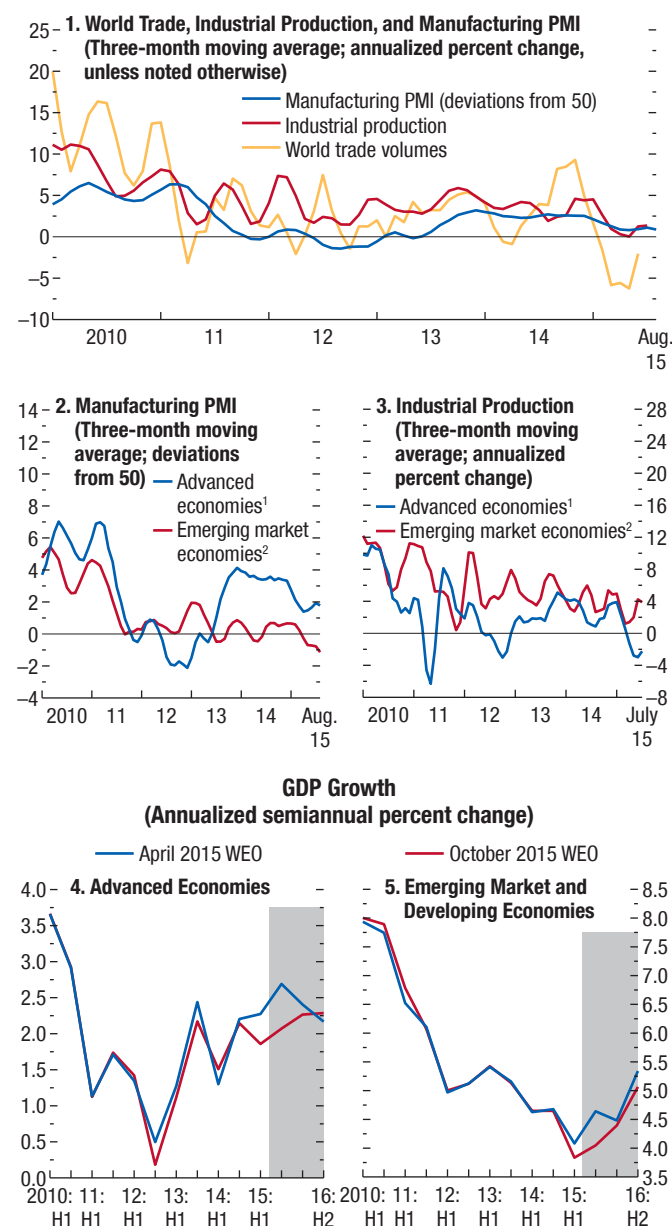 1. World Trade, Industrial Production, and Manufacturing PMI
(Three-month moving average; annualized percent change,
unless noted otherwise)
Manufacturing PMI (deviations from 50)
Industrial production
World trade volumes
25
20
15
10
5
0
–5
–10
2010 11 12 13 14 Aug.
15
2. Manufacturing PMI
(Three-month moving
average; deviations
from 50)
Advanced
economies¹
Emerging market
economies²
14
12
10
8
6
4
2
0
–2
–4
2010 11 12 13 14 Aug.
15
3. Industrial Production
(Three-month moving
average; annualized
percent change)
Advanced economies¹
Emerging market economies²
28
24
20
16
12
8
4
0
–4
–8
2010 11 12 13 14 July
15
GDP Growth
(Annualized semiannual percent change)
April 2015 WEO
October 2015 WEO
4. Advanced Economies
4.0
3.5
3.0
2.5
2.0
1.5
1.0
0.5
0.0
2010: 11: 12: 13: 14: 15: 16:
H1 H1 H1 H1 H1 H1 H2
5. Emerging Market and
Developing Economies
8.5
8.0
7.5
7.0
6.5
6.0
5.5
5.0
4.5
4.0
3.5
2010: 11: 12: 13: 14: 15: 16:
H1 H1 H1 H1 H1 H1 H2